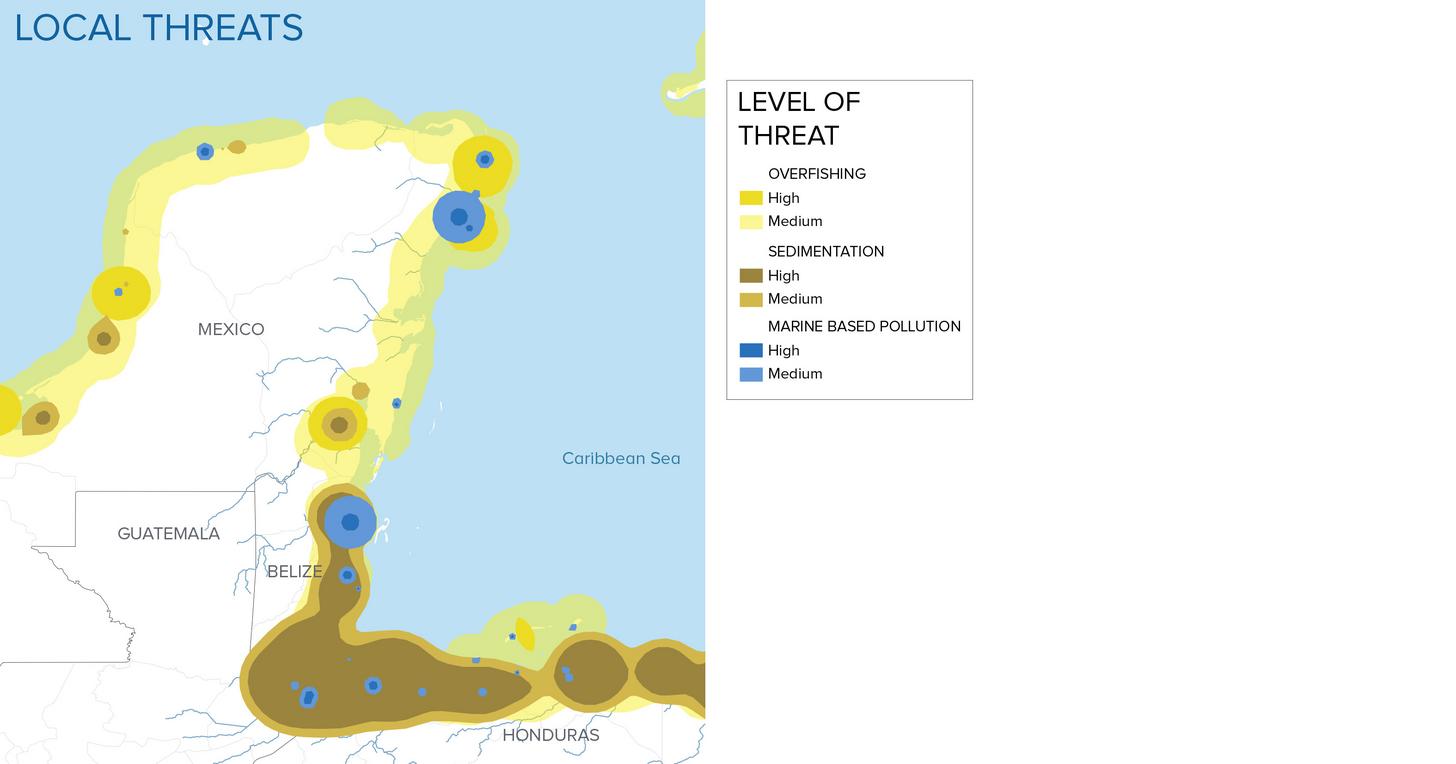 LOCAL THREATS
LEVEL OF
THREAT
OVERFISHING
High
Medium
SEDIMENTATION
High
Medium
MARINE BASED POLLUTION
High
Medium
MEXICO
Caribbean Sea
GUATEMALA
BELIZE
HONDURAS